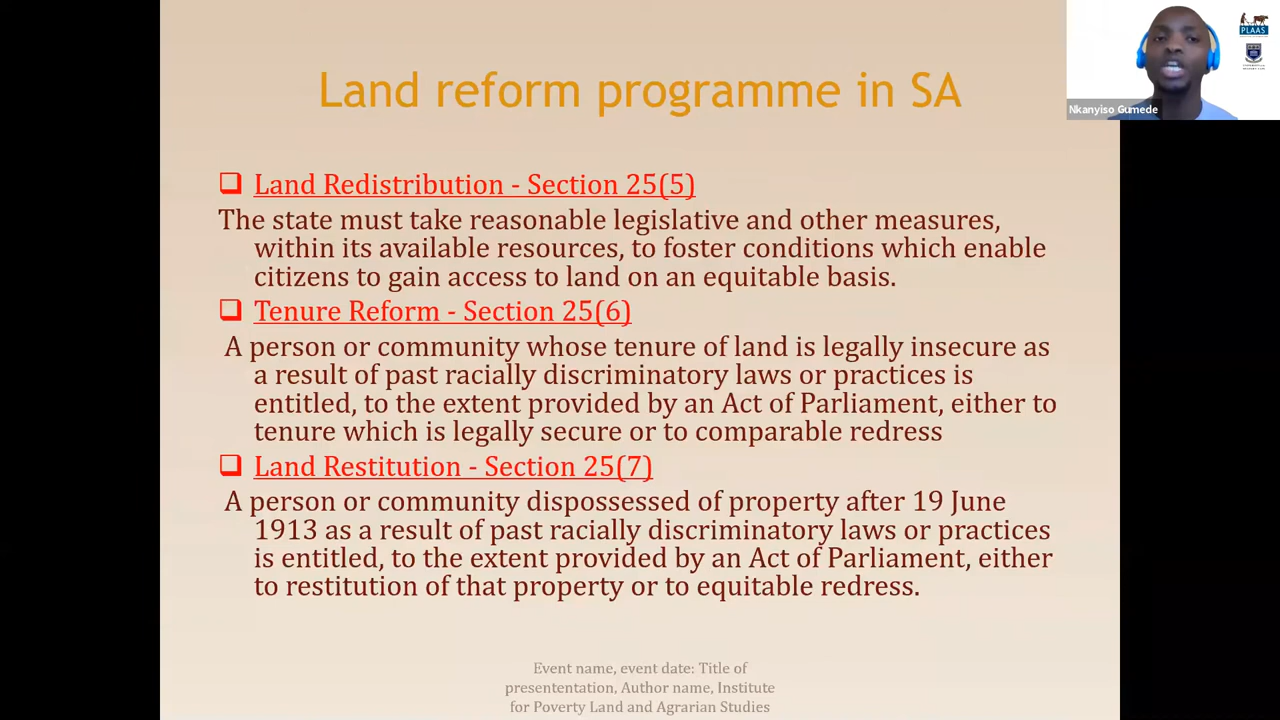 Land reform programme in SA
PLAAS
Nkanyiso Gumede
Land Redistribution - Section 25(5)
The state must take reasonable legislative and other measures,
within its available resources, to foster conditions which enable
citizens to gain access to land on an equitable basis.
Tenure Reform - Section 25(6)
A person or community whose tenure of land is legally insecure as
a result of past racially discriminatory laws or practices is
entitled, to the extent provided by an Act of Parliament, either to
tenure which is legally secure or to comparable redress
Land Restitution - Section 25(7)
A person or community dispossessed of property after 19 June
1913 as a result of past racially discriminatory laws or practices
is entitled, to the extent provided by an Act of Parliament, either
to restitution of that property or to equitable redress.
Event name, event date: Title of
presententation, Author name, Institute
for Poverty Land and Agrarian Studies